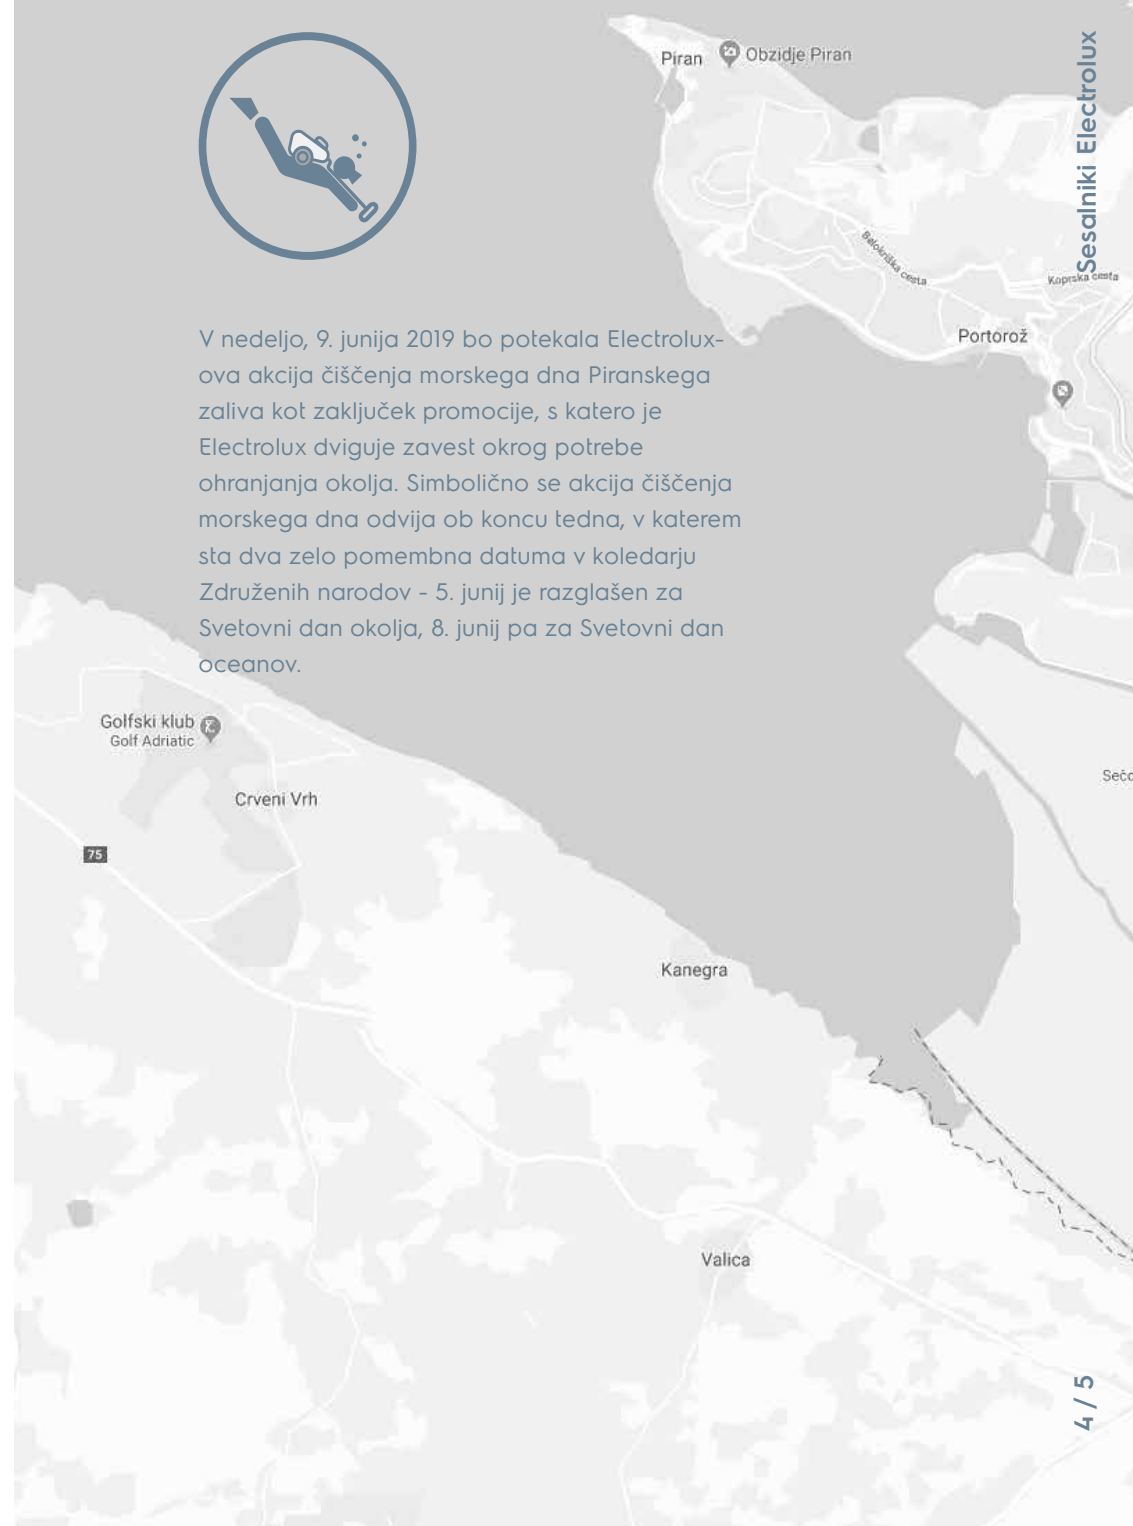 Piran
Obzidje Piran
Sesalniki Electrolux
Belokriška cesta
Koprska cesta
Portorož
V nedeljo, 9. junija 2019 bo potekala Electrolux-
ova akcija čiščenja morskega dna Piranskega
zaliva kot zaključek promocije, s katero je
Electrolux dviguje zavest okrog potrebe
ohranjanja okolja. Simbolično se akcija čiščenja
morskega dna odvija ob koncu tedna, v katerem
sta dva zelo pomembna datuma v koledarju
Združenih narodov - 5. junij je razglašen za
Svetovni dan okolja, 8. junij pa za Svetovni dan
oceanov.
Golfski klub
Golf Adriatic
Crveni Vrh
75
Kanegra
Valica
4 / 5